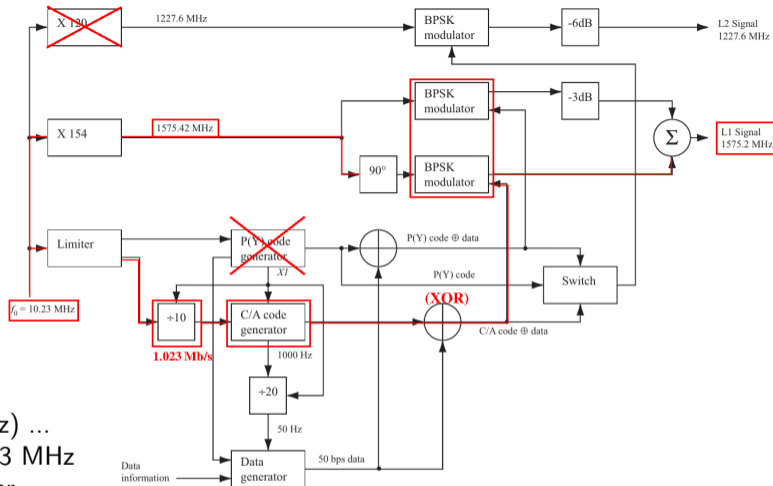 X 120
1227.6 MHz
BPSK
modulator
-6dB
L2 Signal
1227.6 MHz
BPSK
modulator
-3dB
X 154
1575.42 MHz
Σ
L1 Signal
1575.2 MHz
90°
BPSK
modulator
Limiter
P(Y) code
generator
P(Y) code ⊕ data
X1
P(Y) code
Switch
f₀ = 10.23 MHz
÷10
C/A code
generator
(XOR)
C/A code ⊕ data
1.023 Mb/s
1000 Hz
÷20
50 Hz
z) ...
3 MHz
Data
information
Data
generator
50 bps data